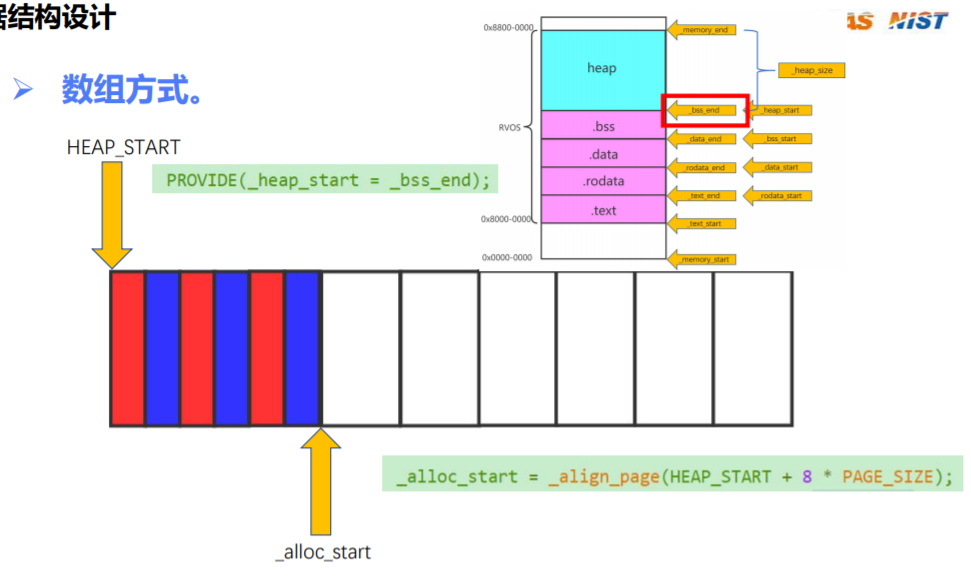 据结构设计
AS NIST
➢ 数组方式。
HEAP_START
PROVIDE(_heap_start = _bss_end);
0x8800-0000
memory_end
heap
_heap_size
_bss_end
_heap_start
RVOS
.bss
_data_end
_bss_start
.data
_rodata_end
_data_start
.rodata
_text_end
_rodata_start
.text
0x8000-0000
_text_start
0x0000-0000
_memory_start
_alloc_start = _align_page(HEAP_START + 8 * PAGE_SIZE);
_alloc_start